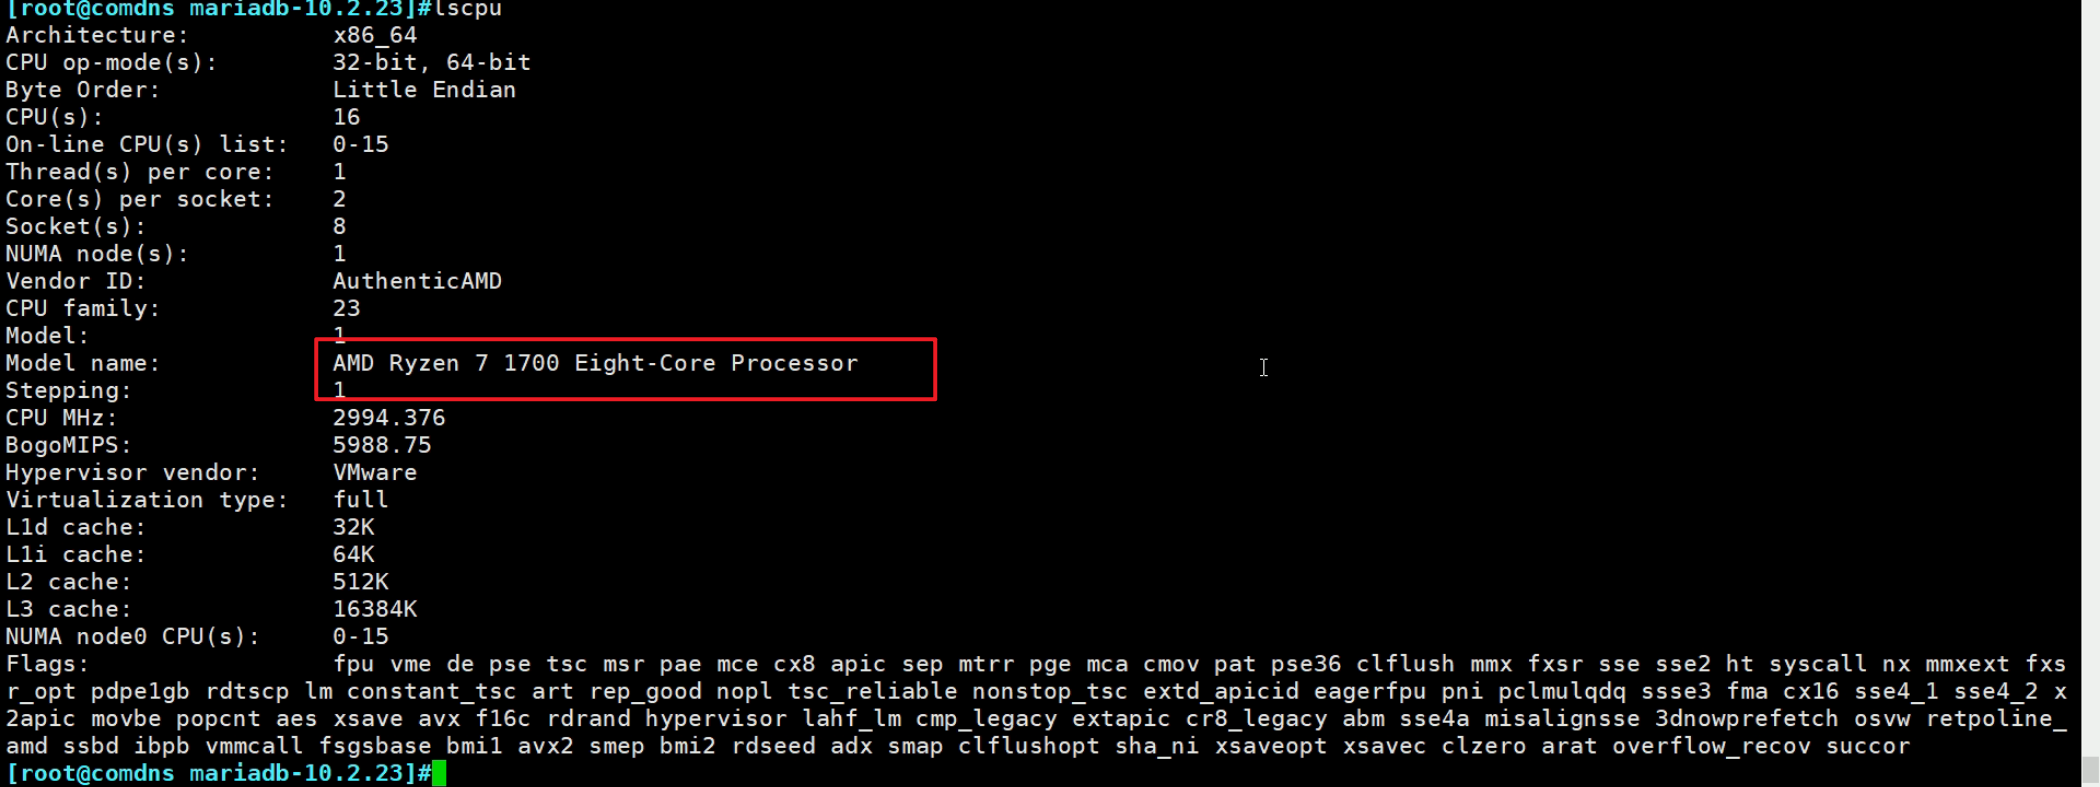 [root@comdns mariadb-10.2.23]#lscpu
Architecture:          x86_64
CPU op-mode(s):        32-bit, 64-bit
Byte Order:            Little Endian
CPU(s):                16
On-line CPU(s) list:   0-15
Thread(s) per core:    1
Core(s) per socket:    2
Socket(s):             8
NUMA node(s):          1
Vendor ID:             AuthenticAMD
CPU family:            23
Model:                 1
Model name:            AMD Ryzen 7 1700 Eight-Core Processor
Stepping:              1
CPU MHz:               2994.376
BogoMIPS:              5988.75
Hypervisor vendor:     VMware
Virtualization type:   full
L1d cache:             32K
L1i cache:             64K
L2 cache:              512K
L3 cache:              16384K
NUMA node0 CPU(s):     0-15
Flags:                 fpu vme de pse tsc msr pae mce cx8 apic sep mtrr pge mca cmov pat pse36 clflush mmx fxsr sse sse2 ht syscall nx mmxext fxs
r_opt pdpe1gb rdtscp lm constant_tsc art rep_good nopl tsc_reliable nonstop_tsc extd_apicid eagerfpu pni pclmulqdq ssse3 fma cx16 sse4_1 sse4_2 x
2apic movbe popcnt aes xsave avx f16c rdrand hypervisor lahf_lm cmp_legacy extapic cr8_legacy abm sse4a misalignsse 3dnowprefetch osvw retpoline_
amd ssbd ibpb vmmcall fsgsbase bmi1 avx2 smep bmi2 rdseed adx smap clflushopt sha_ni xsaveopt xsavec clzero arat overflow_recov succor
[root@comdns mariadb-10.2.23]#